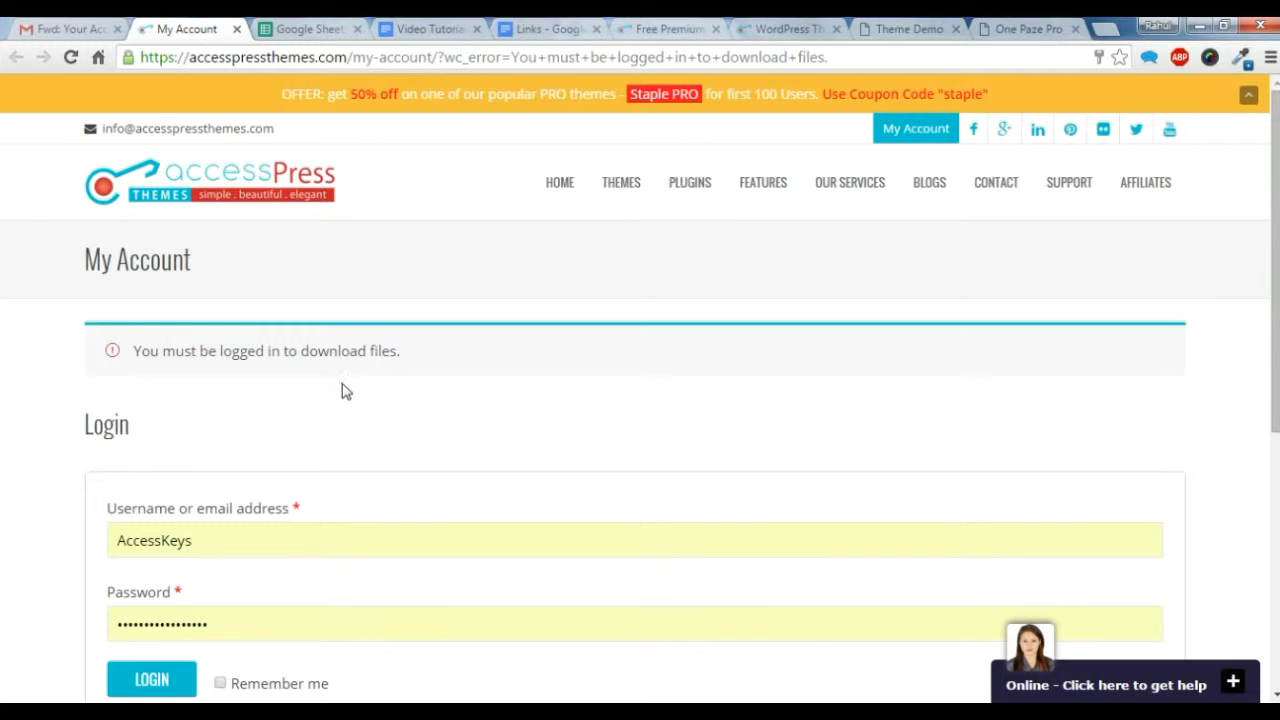 Fwd: Your Acc
My Account
Google Sheet
Video Tutoria
Links - Goog
Free Premium
WordPress Th
Theme Demo
One Paze Pro
Rahul
https://accesspressthemes.com/my-account/?wc_error=You+must+be+logged+in+to+download+files.
ABP
OFFER: get 50% off on one of our popular PRO themes - Staple PRO for first 100 Users. Use Coupon Code "staple"
info@accesspressthemes.com
My Account
accessPress
THEMES simple . beautiful . elegant
HOME THEMES PLUGINS FEATURES OUR SERVICES BLOGS CONTACT SUPPORT AFFILIATES
My Account
You must be logged in to download files.
Login
Username or email address *
AccessKeys
Password *
•••••••••••••••••
LOGIN
Remember me
Online - Click here to get help